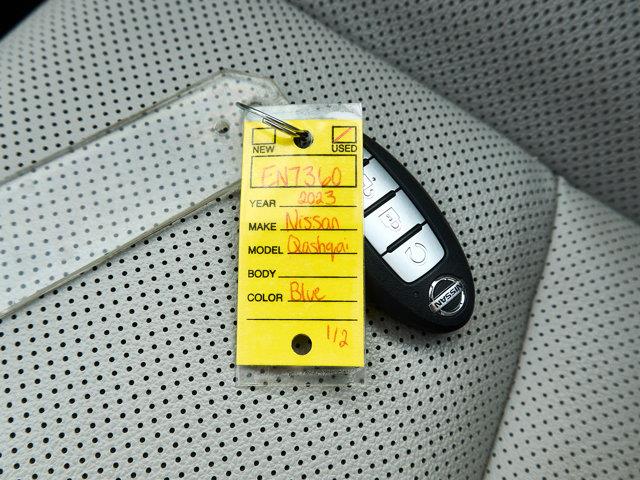 NEW USED
EN7360
YEAR 2023
MAKE Nissan
MODEL Qashqai
BODY
COLOR Blue
1/2
NISSAN